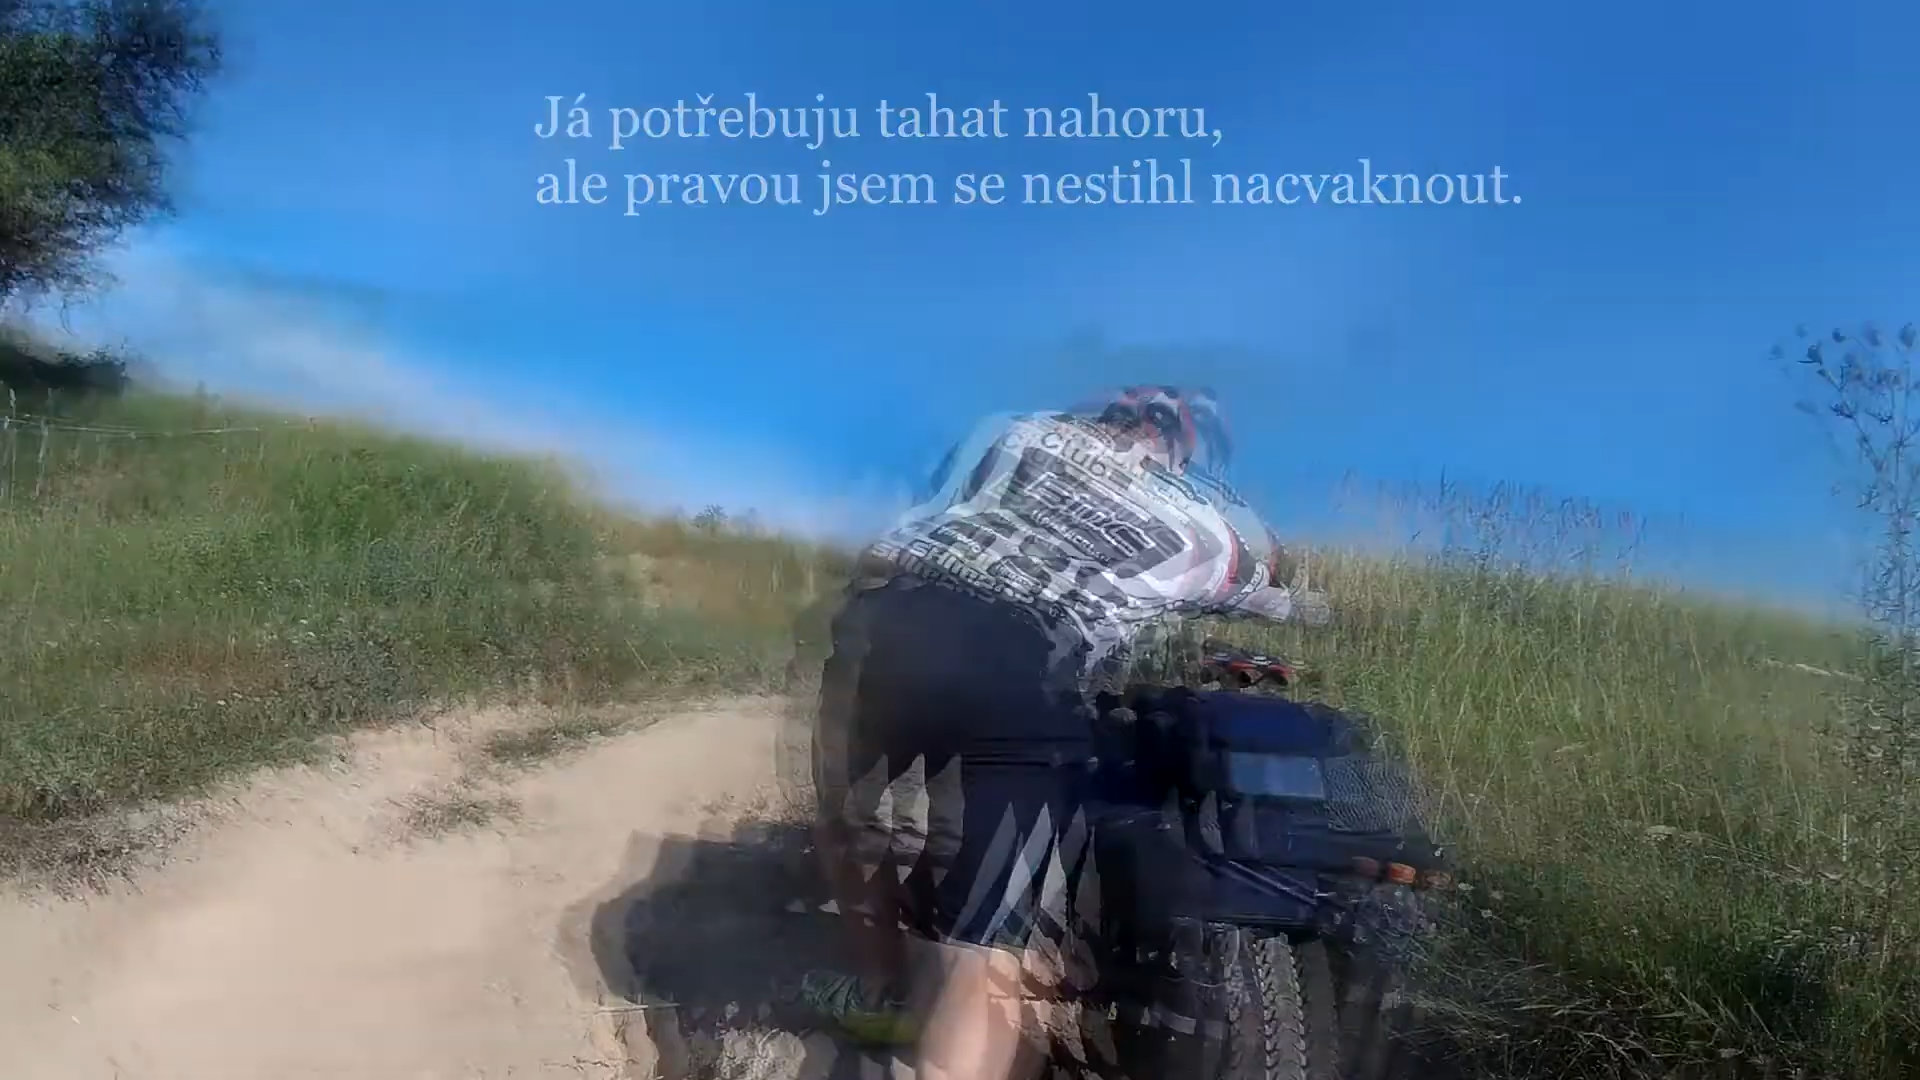 Já potřebuju tahat nahoru,
ale pravou jsem se nestihl nacvaknout.